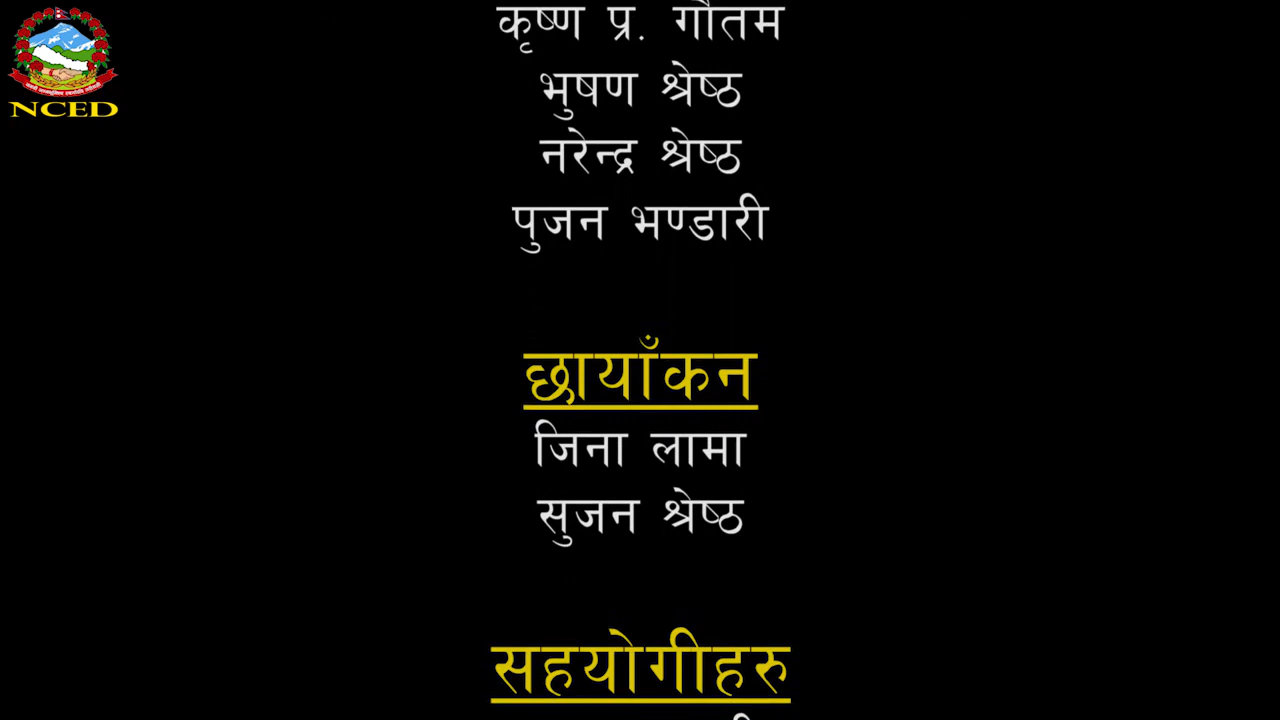 NCED
कृष्ण प्र. गौतम
भुषण श्रेष्ठ
नरेन्द्र श्रेष्ठ
पुजन भण्डारी
छायाँकन
जिना लामा
सुजन श्रेष्ठ
सहयोगीहरु